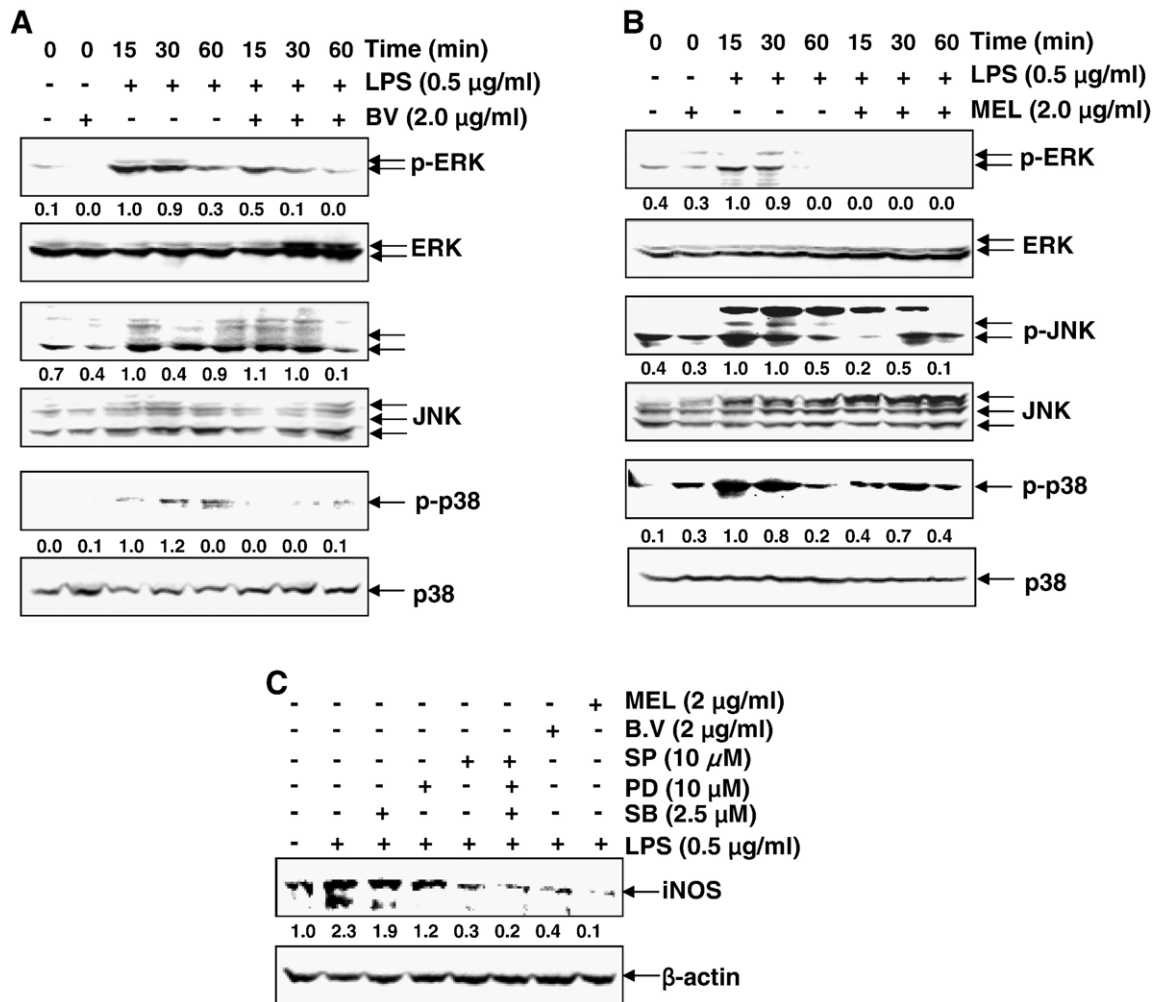 A
0 0 15 30 60 15 30 60 Time (min)
- - + + + + + + LPS (0.5 µg/ml)
- + - - - + + + BV (2.0 µg/ml)
p-ERK
0.1 0.0 1.0 0.9 0.3 0.5 0.1 0.0
ERK
0.7 0.4 1.0 0.4 0.9 1.1 1.0 0.1
JNK
p-p38
0.0 0.1 1.0 1.2 0.0 0.0 0.0 0.1
p38
B
0 0 15 30 60 15 30 60 Time (min)
- - + + + + + + LPS (0.5 µg/ml)
- + - - - + + + MEL (2.0 µg/ml)
p-ERK
0.4 0.3 1.0 0.9 0.0 0.0 0.0 0.0
ERK
p-JNK
0.4 0.3 1.0 1.0 0.5 0.2 0.5 0.1
JNK
p-p38
0.1 0.3 1.0 0.8 0.2 0.4 0.7 0.4
p38
C
- - - - - - - + MEL (2 µg/ml)
- - - - - - + - B.V (2 µg/ml)
- - - - + + - - SP (10 µM)
- - - + - + - - PD (10 µM)
- - + - - + - - SB (2.5 µM)
- + + + + + + + LPS (0.5 µg/ml)
iNOS
1.0 2.3 1.9 1.2 0.3 0.2 0.4 0.1
β-actin